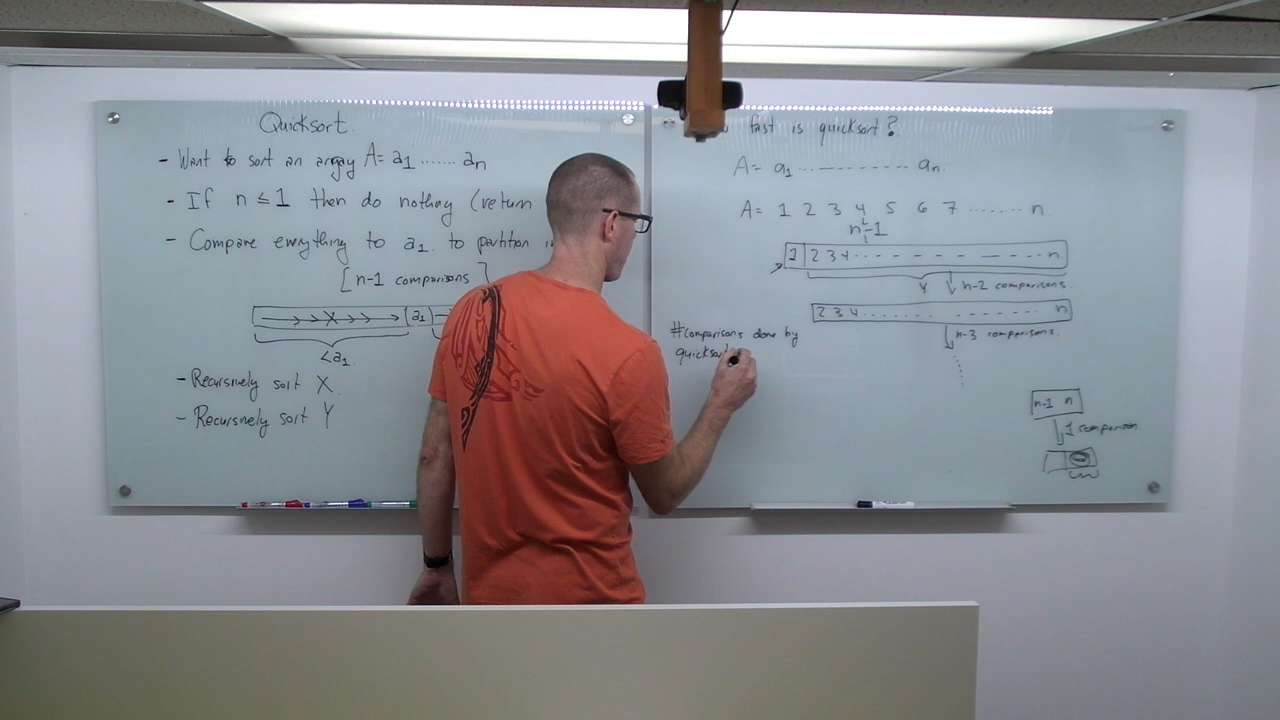 Quicksort.
- Want to sort an array A = a1 ....... an
- If n ≤ 1 then do nothing (return
- Compare everything to a1 to partition
[n-1 comparisons]
X a1
< a1
- Recursively sort X
- Recursively sort Y
fast is quicksort?
A = a1 ............ an
A = 1 2 3 4 5 6 7 ........ n
1 2 3 4 ............ n
Y n-2 comparisons.
2 3 4 ............ n
n-3 comparisons.
#comparisons done by
quicksort
n-1 n
1 comparison.